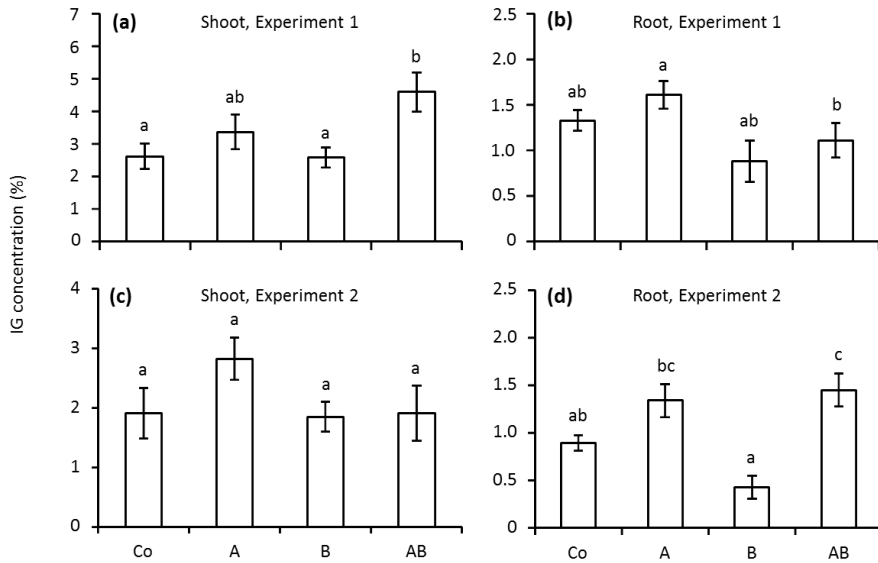 IG concentration (%)
(a) Shoot, Experiment 1
7
6
5
4
3
2
1
0
a
ab
a
b
(b) Root, Experiment 1
2.5
2.0
1.5
1.0
0.5
0
ab
a
ab
b
(c) Shoot, Experiment 2
4
3
2
1
0
a
a
a
a
Co A B AB
(d) Root, Experiment 2
2.5
2.0
1.5
1.0
0.5
0
ab
bc
a
c
Co A B AB